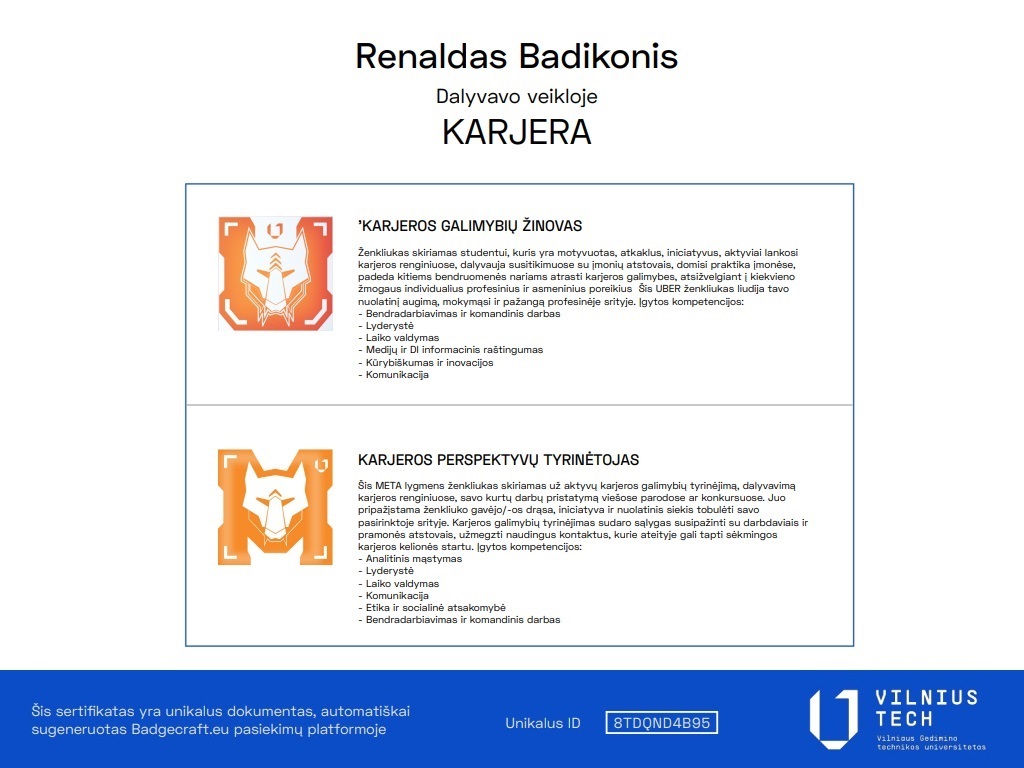 Renaldas Badikonis
Dalyvavo veikloje
KARJERA
'KARJEROS GALIMYBIŲ ŽINOVAS
Ženkliukas skiriamas studentui, kuris yra motyvuotas, atkaklus, iniciatyvus, aktyviai lankosi
karjeros renginiuose, dalyvauja susitikimuose su įmonių atstovais, domisi praktika įmonėse,
padeda kitiems bendruomenės nariams atrasti karjeros galimybes, atsižvelgiant į kiekvieno
žmogaus individualius profesinius ir asmeninius poreikius  Šis UBER ženkliukas liudija tavo
nuolatinį augimą, mokymąsi ir pažangą profesinėje srityje. Įgytos kompetencijos:
- Bendradarbiavimas ir komandinis darbas
- Lyderystė
- Laiko valdymas
- Medijų ir DI informacinis raštingumas
- Kūrybiškumas ir inovacijos
- Komunikacija
KARJEROS PERSPEKTYVŲ TYRINĖTOJAS
Šis META lygmens ženkliukas skiriamas už aktyvų karjeros galimybių tyrinėjimą, dalyvavimą
karjeros renginiuose, savo kurtų darbų pristatymą viešose parodose ar konkursuose. Juo
pripažįstama ženkliuko gavėjo/-os drąsa, iniciatyva ir nuolatinis siekis tobulėti savo
pasirinktoje srityje. Karjeros galimybių tyrinėjimas sudaro sąlygas susipažinti su darbdaviais ir
pramonės atstovais, užmegzti naudingus kontaktus, kurie ateityje gali tapti sėkmingos
karjeros kelionės startu. Įgytos kompetencijos:
- Analitinis mąstymas
- Lyderystė
- Laiko valdymas
- Komunikacija
- Etika ir socialinė atsakomybė
- Bendradarbiavimas ir komandinis darbas
Šis sertifikatas yra unikalus dokumentas, automatiškai
sugeneruotas Badgecraft.eu pasiekimų platformoje
Unikalus ID 8TDQND4B95
VILNIUS
TECH
Vilniaus Gedimino
technikos universitetas